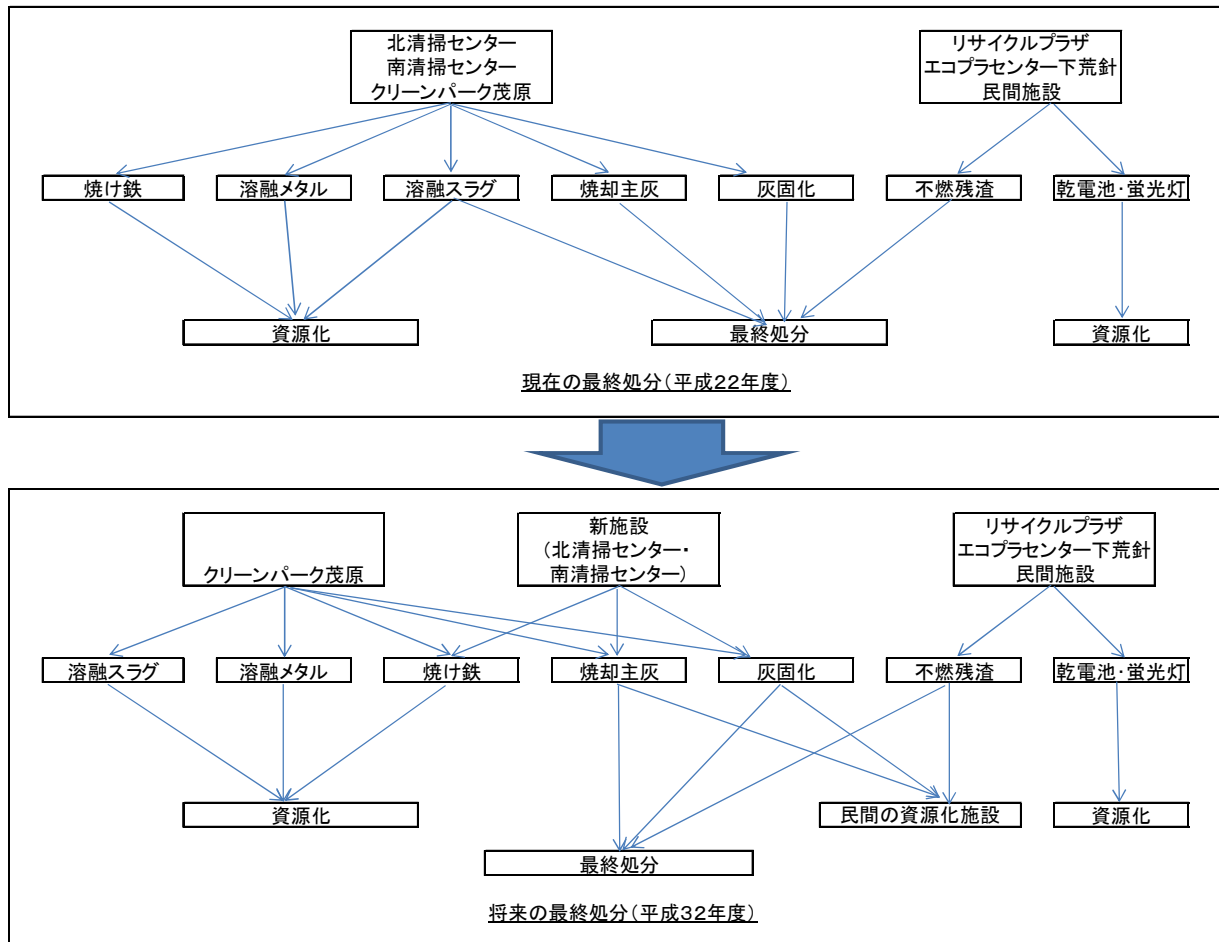 北清掃センター
南清掃センター
クリーンパーク茂原
リサイクルプラザ
エコプラセンター下荒針
民間施設
焼け鉄
溶融メタル
溶融スラグ
焼却主灰
灰固化
不燃残渣
乾電池・蛍光灯
資源化
最終処分
資源化
現在の最終処分(平成22年度)
クリーンパーク茂原
新施設
(北清掃センター・
南清掃センター)
リサイクルプラザ
エコプラセンター下荒針
民間施設
溶融スラグ
溶融メタル
焼け鉄
焼却主灰
灰固化
不燃残渣
乾電池・蛍光灯
資源化
民間の資源化施設
資源化
最終処分
将来の最終処分(平成32年度)